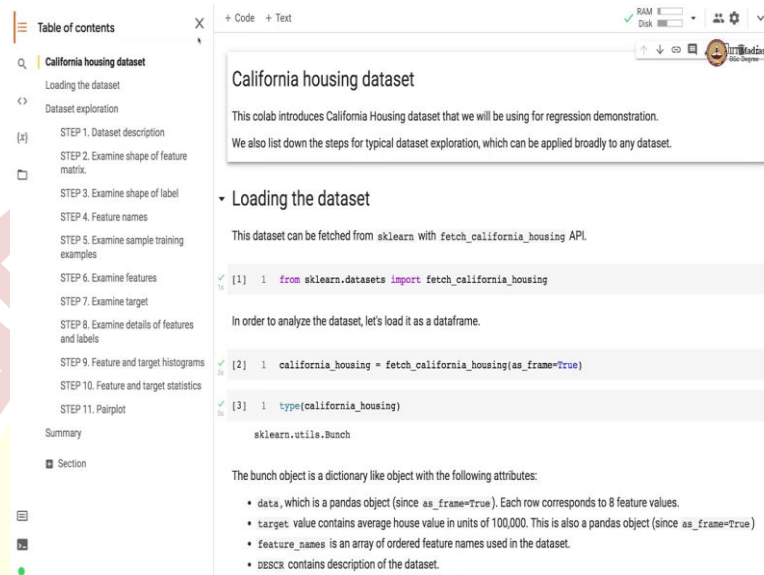 Table of contents
California housing dataset
Loading the dataset
Dataset exploration
STEP 1. Dataset description
STEP 2. Examine shape of feature
matrix.
STEP 3. Examine shape of label
STEP 4. Feature names
STEP 5. Examine sample training
examples
STEP 6. Examine features
STEP 7. Examine target
STEP 8. Examine details of features
and labels
STEP 9. Feature and target histograms
STEP 10. Feature and target statistics
STEP 11. Pairplot
Summary
Section
+ Code + Text
RAM
Disk
BSc Degree
California housing dataset
This colab introduces California Housing dataset that we will be using for regression demonstration.
We also list down the steps for typical dataset exploration, which can be applied broadly to any dataset.
Loading the dataset
This dataset can be fetched from sklearn with fetch_california_housing API.
[1] 1 from sklearn.datasets import fetch_california_housing
1s
In order to analyze the dataset, let's load it as a dataframe.
[2] 1 california_housing = fetch_california_housing(as_frame=True)
[3] 1 type(california_housing)
sklearn.utils.Bunch
The bunch object is a dictionary like object with the following attributes:
• data, which is a pandas object (since as_frame=True). Each row corresponds to 8 feature values.
• target value contains average house value in units of 100,000. This is also a pandas object (since as_frame=True)
• feature_names is an array of ordered feature names used in the dataset.
• DESCR contains description of the dataset.